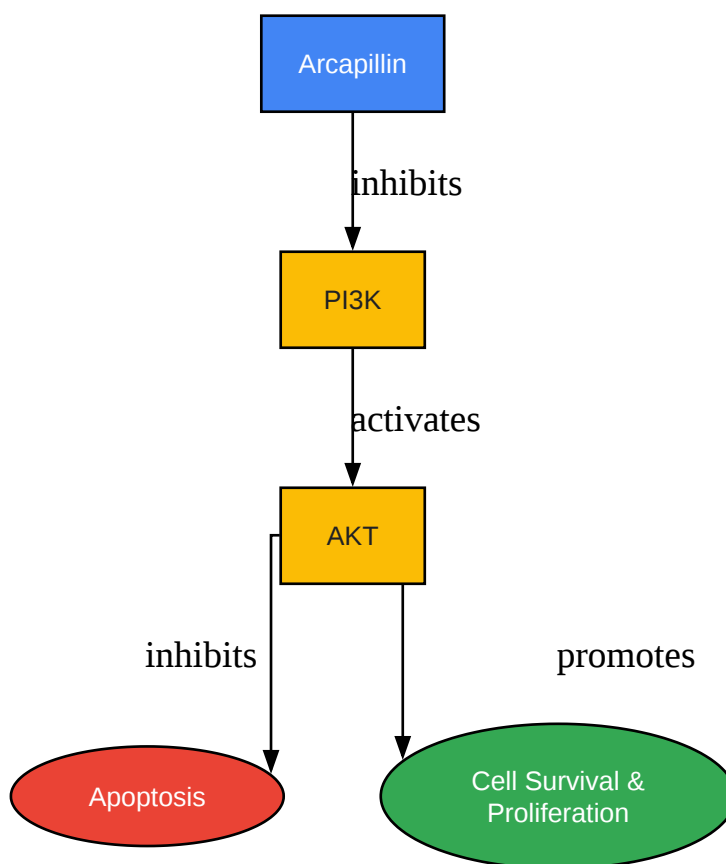 Arcapillin
inhibits
PI3K
activates
AKT
inhibits
promotes
Apoptosis
Cell Survival &
Proliferation